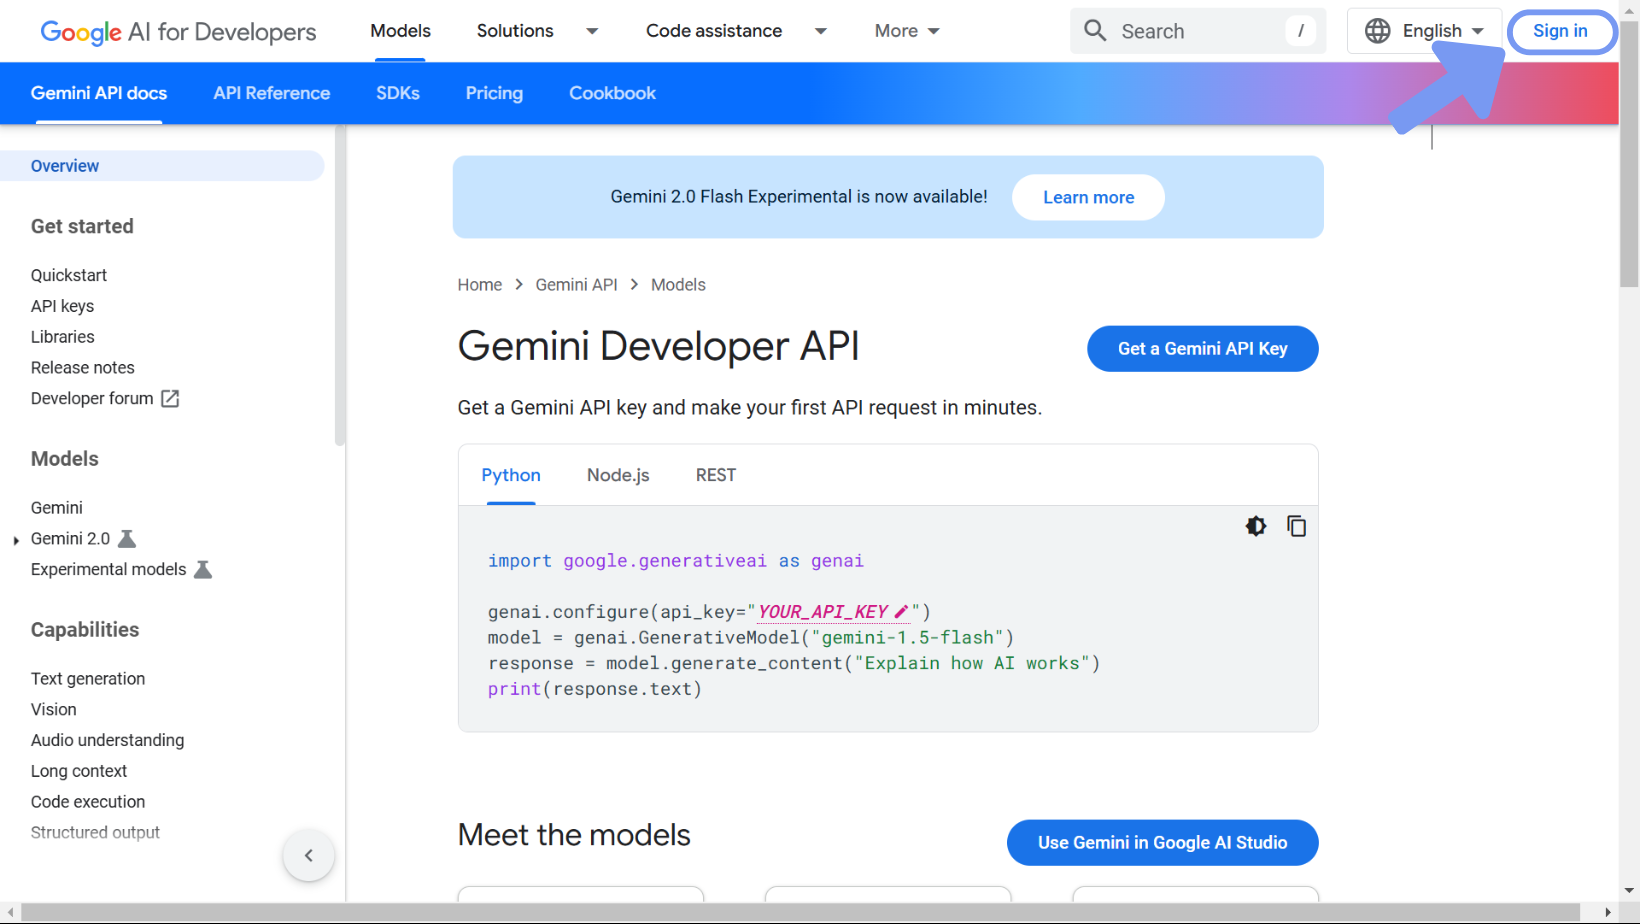 Google AI for Developers
Models
Solutions
Code assistance
More
Search
/
English
Sign in
Gemini API docs
API Reference
SDKs
Pricing
Cookbook
Overview
Get started
Quickstart
API keys
Libraries
Release notes
Developer forum
Models
Gemini
Gemini 2.0
Experimental models
Capabilities
Text generation
Vision
Audio understanding
Long context
Code execution
Structured output
Gemini 2.0 Flash Experimental is now available!
Learn more
Home > Gemini API > Models
Gemini Developer API
Get a Gemini API Key
Get a Gemini API key and make your first API request in minutes.
Python
Node.js
REST
import google.generativeai as genai
genai.configure(api_key="YOUR_API_KEY")
model = genai.GenerativeModel("gemini-1.5-flash")
response = model.generate_content("Explain how AI works")
print(response.text)
Meet the models
Use Gemini in Google AI Studio